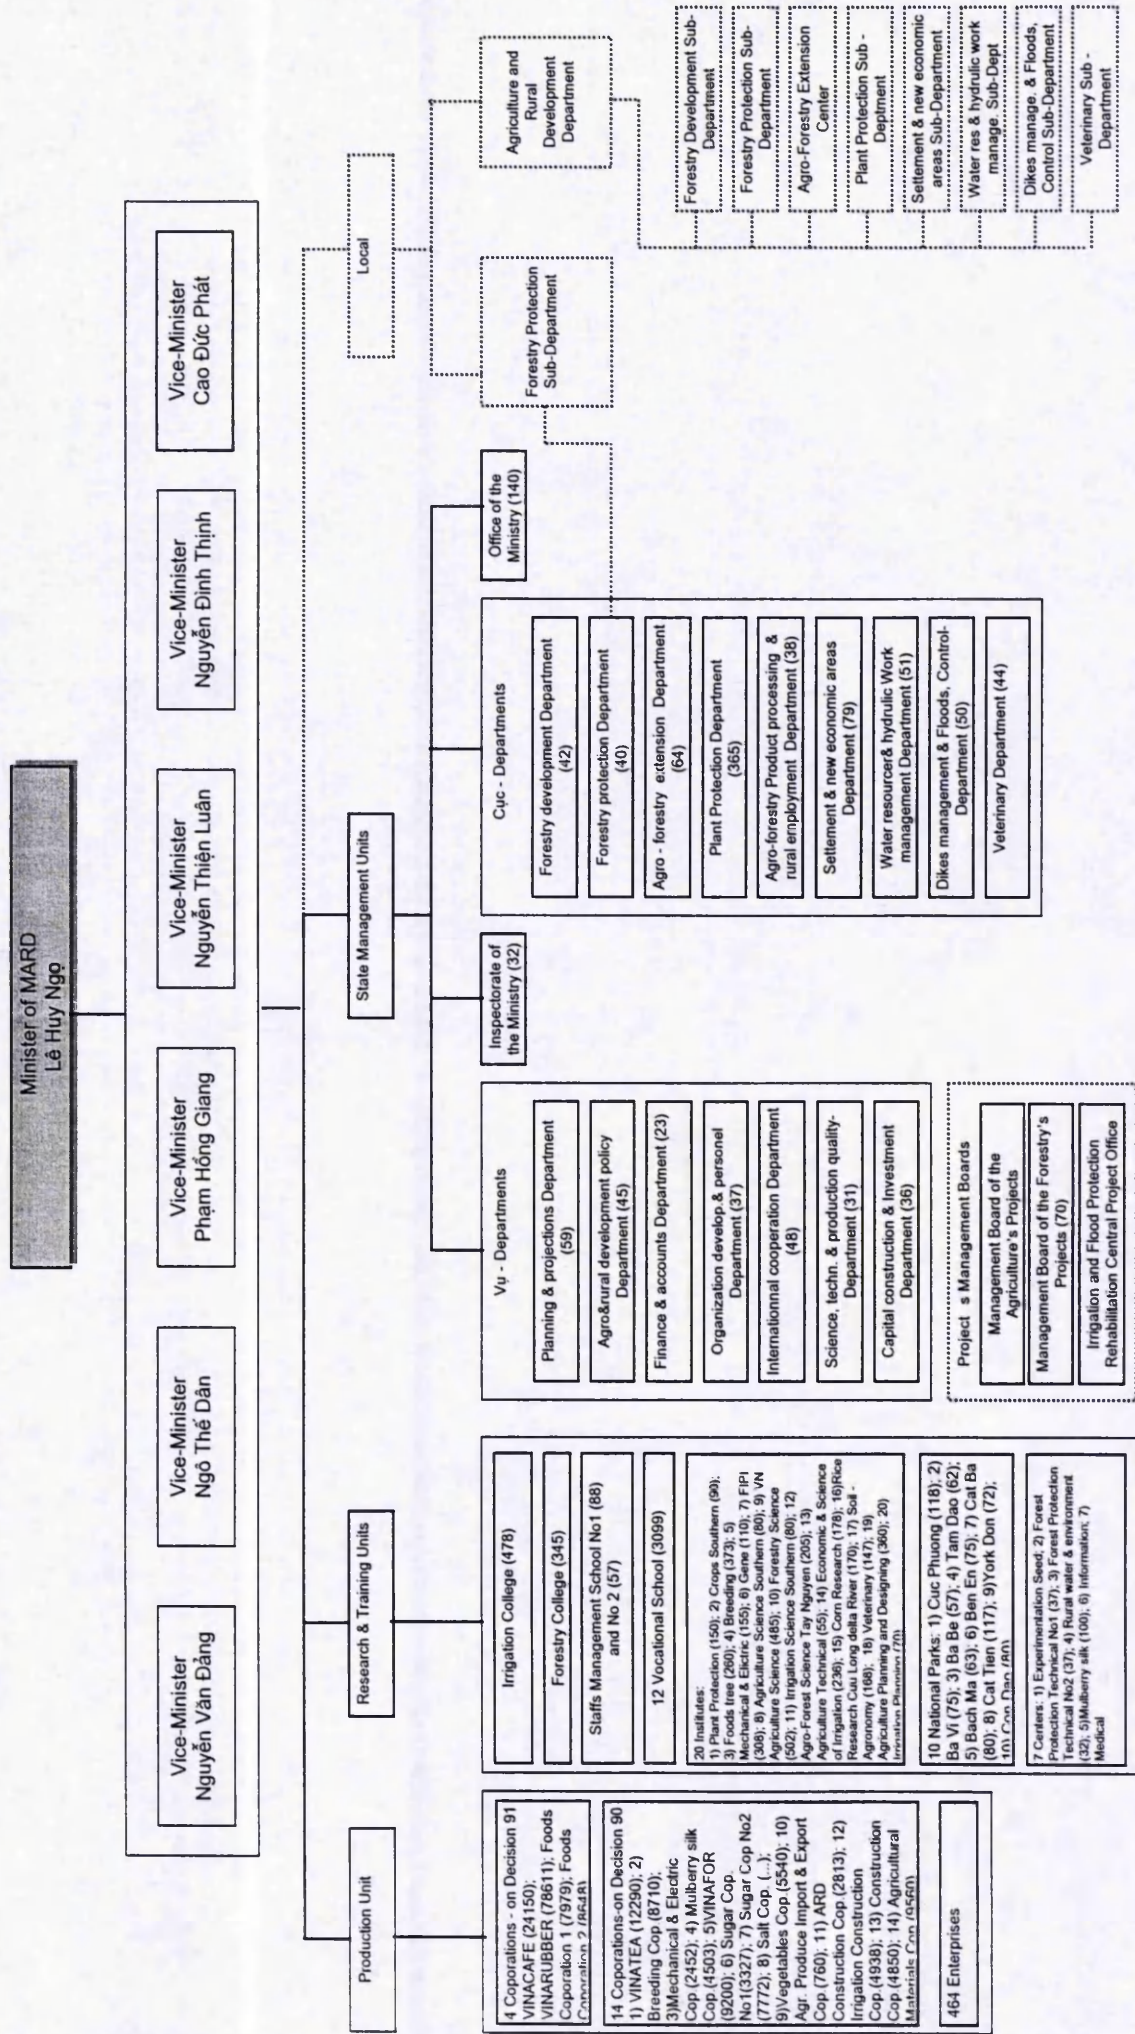 Minister of MARD
Lê Huy Ngọ
Vice-Minister
Nguyễn Văn Đẳng
Vice-Minister
Ngô Thế Dân
Vice-Minister
Phạm Hồng Giang
Vice-Minister
Nguyễn Thiện Luân
Vice-Minister
Nguyễn Đình Thịnh
Vice-Minister
Cao Đức Phát
Production Unit
Research & Training Units
State Management Units
Local
4 Coporations - on Decision 91
VINACAFE (24150);
VINARUBBER (78611); Foods
Coporation 1 (7979); Foods
Coporation 2 (8648)
14 Coporations-on Decision 90
1) VINATEA (12290); 2)
Breeding Cop.(8710);
3)Mechanical & Electric
Cop.(2452); 4) Mulberry silk
Cop.(4503); 5)VINAFOR
(9200); 6) Sugar Cop.
No1(3327); 7) Sugar Cop No2
(7772); 8) Salt Cop. (...);
9)Vegetables Cop.(5540); 10)
Agr. Produce Import & Export
Cop.(760); 11) ARD
Construction Cop.(2813); 12)
Irrigation Construction
Cop.(4938); 13) Construction
Cop.(4850); 14) Agricultural
Materials Cop.(9560)
464 Enterprises
Irrigation College (478)
Forestry College (345)
Staffs Management School No1 (88)
and No 2 (57)
12 Vocational School (3099)
20 Institutes:
1) Plant Protection (150); 2) Crops Southern (90);
3) Foods tree (260); 4) Breeding (373); 5)
Mechanical & Elictric (155); 6) Gene (110); 7) FIPI
(308); 8) Agriculture Science Southern (80); 9) VN
Agriculture Science (485); 10) Forestry Science
(502); 11) Irrigation Science Southern (80); 12)
Agro-Forest Science Tay Nguyen (205); 13)
Agriculture Technical (55); 14) Economic & Science
of Irrigation (236); 15) Corn Research (178); 16)Rice
Research Cuu Long delta River (170); 17) Soil -
Agronomy (168); 18) Veterinary (147); 19)
Agriculture Planning and Designing (360); 20)
Irrigation Planning (70)
10 National Parks: 1) Cuc Phuong (118); 2)
Ba Vi (75); 3) Ba Be (57); 4) Tam Dao (62);
5) Bach Ma (63); 6) Ben En (75); 7) Cat Ba
(80); 8) Cat Tien (117); 9)York Don (72);
10) Con Dao (80)
7 Centers: 1) Experimentation Seed; 2) Forest
Protection Technical No1 (37); 3) Forest Protection
Technical No2 (37); 4) Rural water & environment
(32); 5)Mulberry silk (100); 6) Information; 7)
Medical
Vụ - Departments
Planning & projections Department
(59)
Agro&rural development policy
Department (45)
Finance & accounts Department (23)
Organization develop.& personel
Department (37)
Internationnal cooperation Department
(48)
Science, techn. & production quality-
Department (31)
Capital construction & Investment
Department (36)
Project s Management Boards
Management Board of the
Agriculture's Projects
Management Board of the Forestry's
Projects (70)
Irrigation and Flood Protection
Rehabilitation Central Project Office
Inspectorate of
the Ministry (32)
Cục - Departments
Forestry development Department
(42)
Forestry protection Department
(40)
Agro - forestry extension Department
(64)
Plant Protection Department
(365)
Agro-forestry Product processing &
rural employment Department (38)
Settlement & new economic areas
Department (79)
Water resourcer& hydrulic Work
management Department (51)
Dikes management & Floods, Control-
Department (50)
Veterinary Department (44)
Office of the
Ministry (140)
Forestry Protection
Sub-Department
Agriculture and
Rural
Development
Department
Forestry Development Sub-
Department
Forestry Protection Sub-
Department
Agro-Forestry Extension
Center
Plant Protection Sub -
Deptment
Settement & new economic
areas Sub-Department
Water res & hydrulic work
manage. Sub-Dept
Dikes manage. & Floods,
Control Sub-Department
Veterinary Sub -
Department